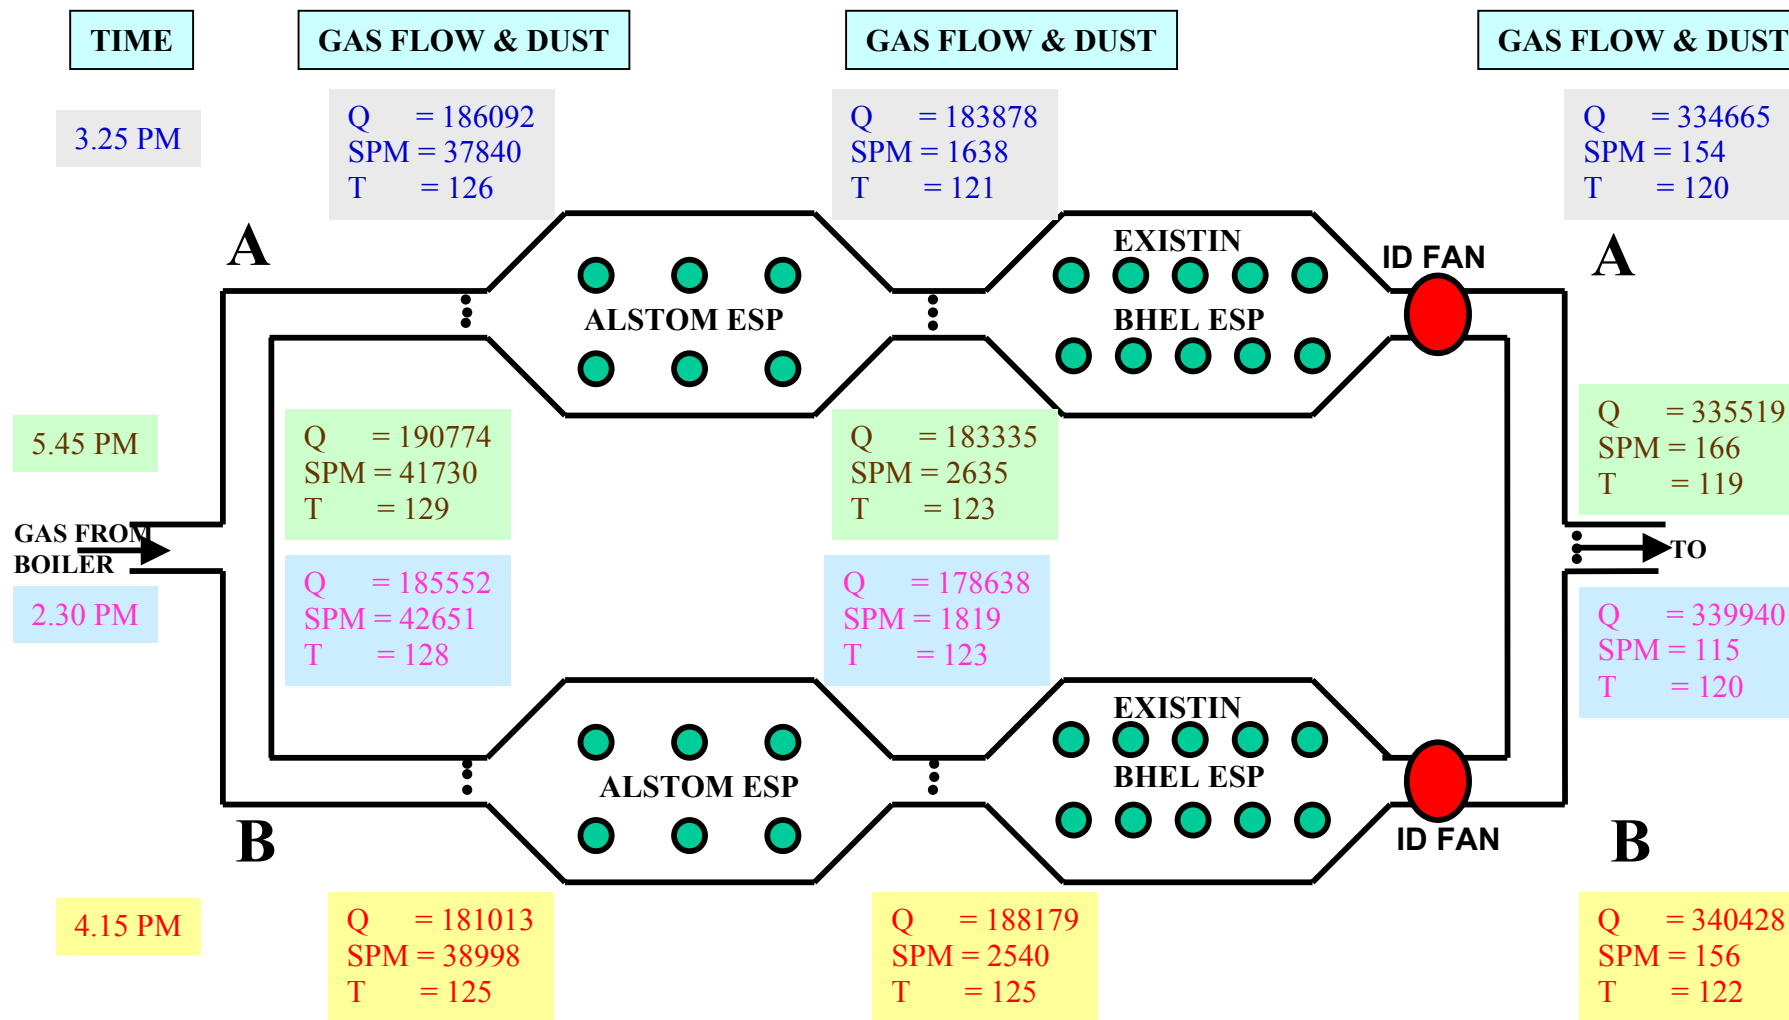 TIME
GAS FLOW & DUST
GAS FLOW & DUST
GAS FLOW & DUST
3.25 PM
Q = 186092
SPM = 37840
T = 126
Q = 183878
SPM = 1638
T = 121
Q = 334665
SPM = 154
T = 120
A
EXISTIN
ID FAN
A
ALSTOM ESP
BHEL ESP
5.45 PM
Q = 190774
SPM = 41730
T = 129
Q = 183335
SPM = 2635
T = 123
Q = 335519
SPM = 166
T = 119
GAS FROM
BOILER
TO
2.30 PM
Q = 185552
SPM = 42651
T = 128
Q = 178638
SPM = 1819
T = 123
Q = 339940
SPM = 115
T = 120
EXISTIN
ALSTOM ESP
BHEL ESP
B
ID FAN
B
4.15 PM
Q = 181013
SPM = 38998
T = 125
Q = 188179
SPM = 2540
T = 125
Q = 340428
SPM = 156
T = 122